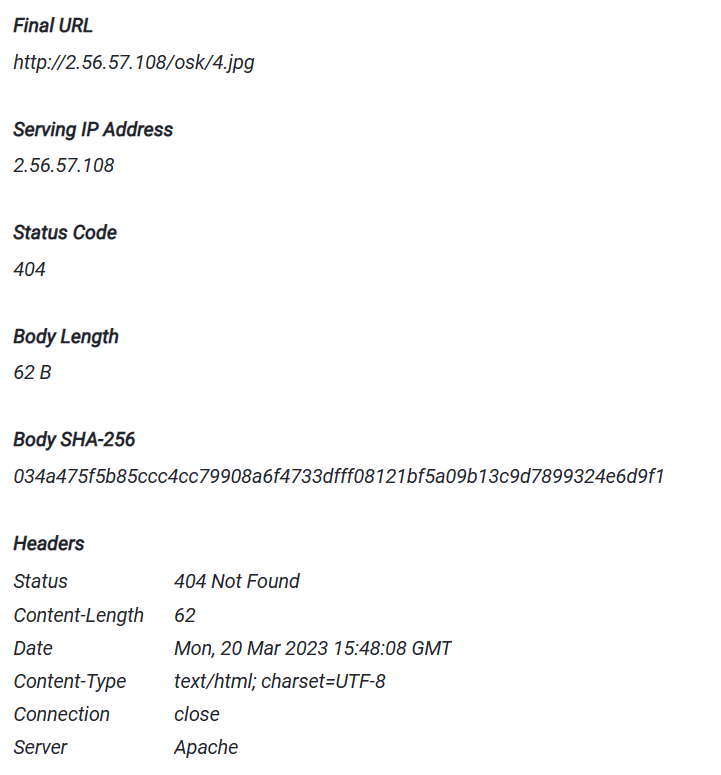 Final URL
http://2.56.57.108/osk/4.jpg
Serving IP Address
2.56.57.108
Status Code
404
Body Length
62 B
Body SHA-256
034a475f5b85ccc4cc79908a6f4733dfff08121bf5a09b13c9d7899324e6d9f1
Headers
Status 404 Not Found
Content-Length 62
Date Mon, 20 Mar 2023 15:48:08 GMT
Content-Type text/html; charset=UTF-8
Connection close
Server Apache